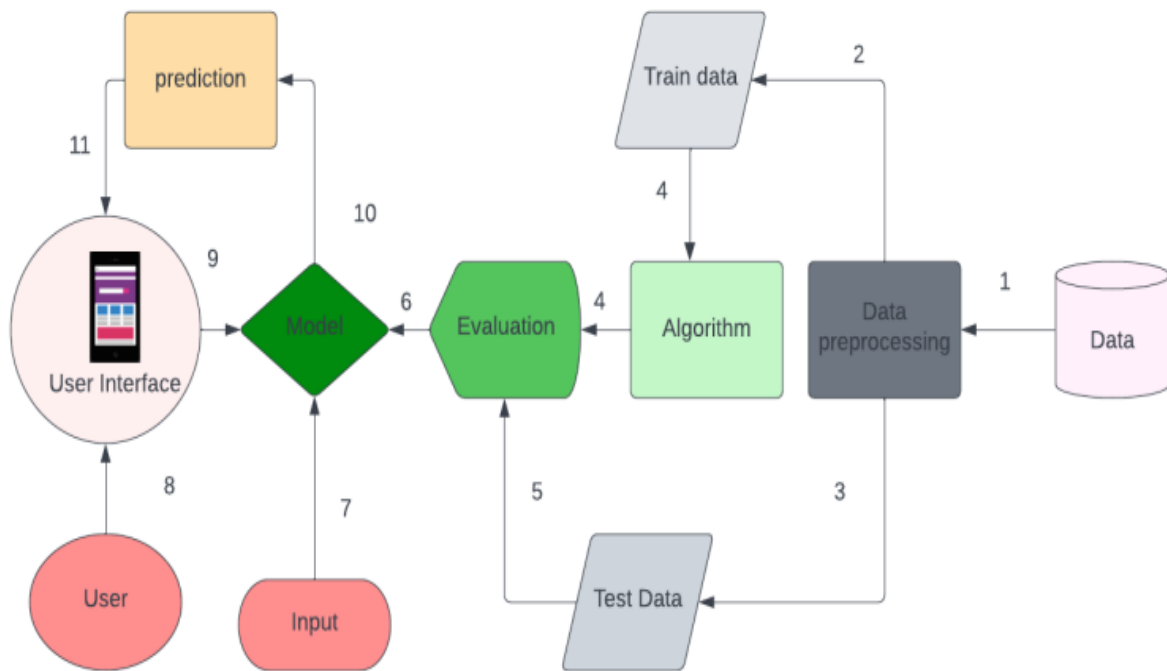 prediction
Train data
2
11
4
10
9
1
6
4
Model
Evaluation
Algorithm
Data
preprocessing
Data
User Interface
8
7
5
3
User
Input
Test Data